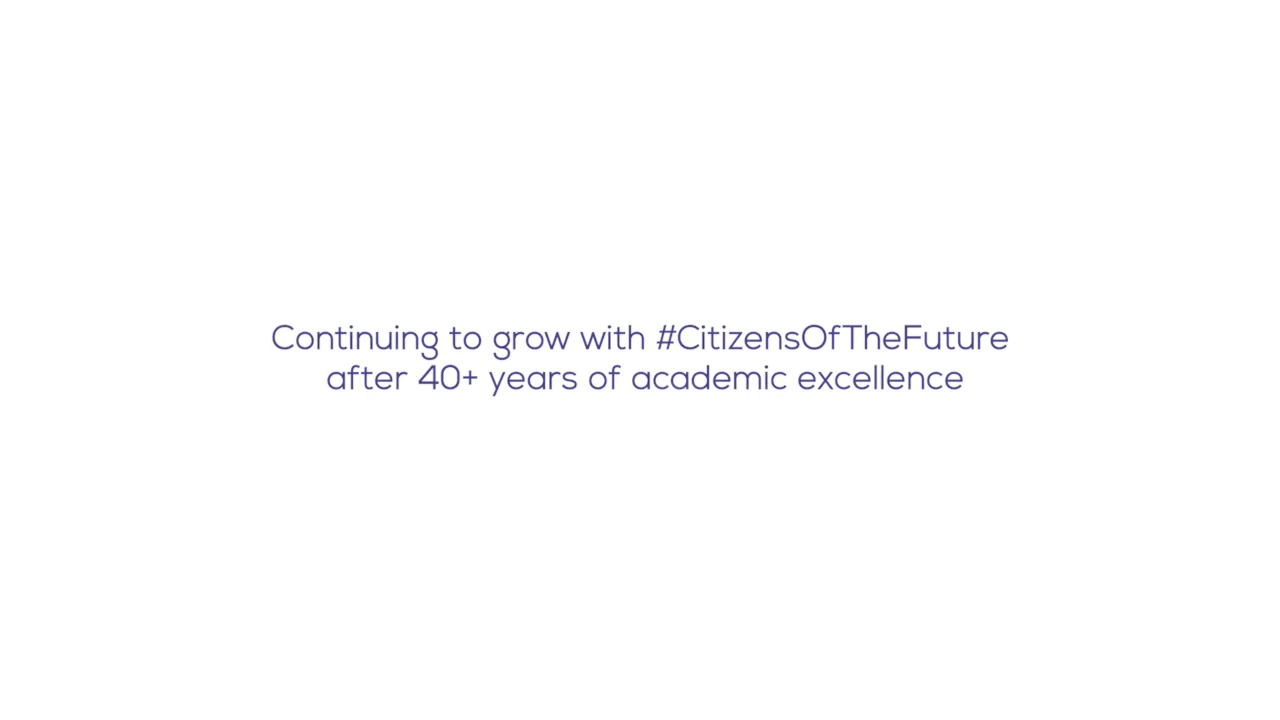 Continuing to grow with #CitizensOfTheFuture
after 40+ years of academic excellence